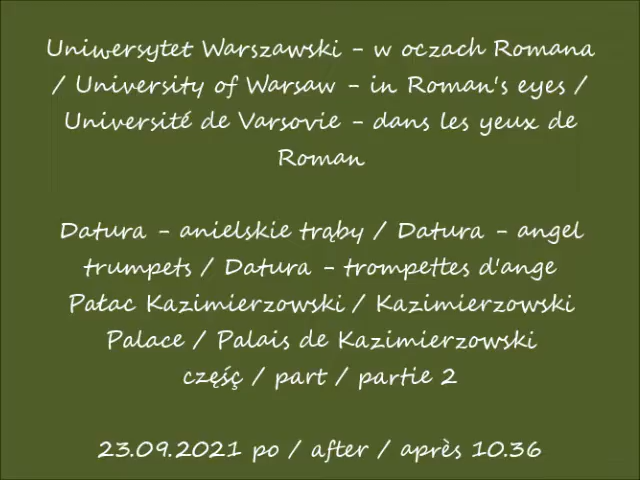 Uniwersytet Warszawski - w oczach Romana
/ University of Warsaw - in Roman's eyes /
Université de Varsovie - dans les yeux de
Roman
Datura - anielskie trąby / Datura - angel
trumpets / Datura - trompettes d'ange
Pałac Kazimierzowski / Kazimierzowski
Palace / Palais de Kazimierzowski
częśç / part / partie 2
23.09.2021 po / after / après 10.36